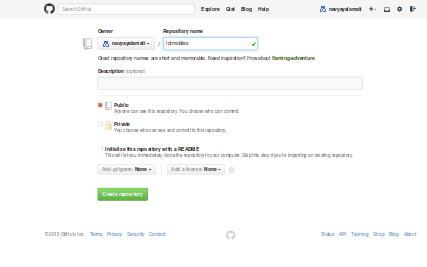 Search GitHub
Explore Gist Blog Help navyayalamati
Owner Repository name
navyayalamati / lotmobiles
Great repository names are short and memorable. Need inspiration? How about flaming-adventure.
Description (optional)
Public
Anyone can see this repository. You choose who can commit.
Private
You choose who can see and commit to this repository.
Initialize this repository with a README
This will let you immediately clone the repository to your computer. Skip this step if you're importing an existing repository.
Add .gitignore: None Add a license: None
Create repository
© 2015 GitHub, Inc. Terms Privacy Security Contact Status API Training Shop Blog About